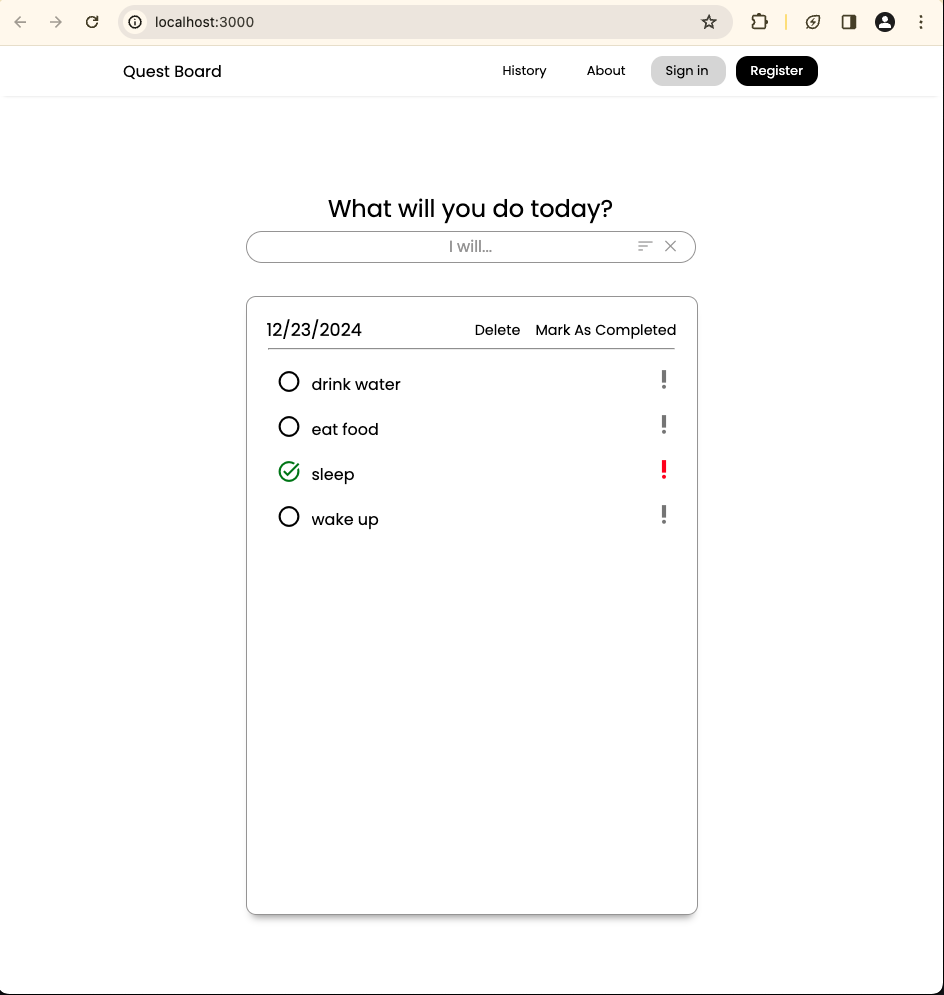 localhost:3000
Quest Board History About Sign in Register
What will you do today?
I will...
12/23/2024 Delete Mark As Completed
drink water
eat food
sleep
wake up